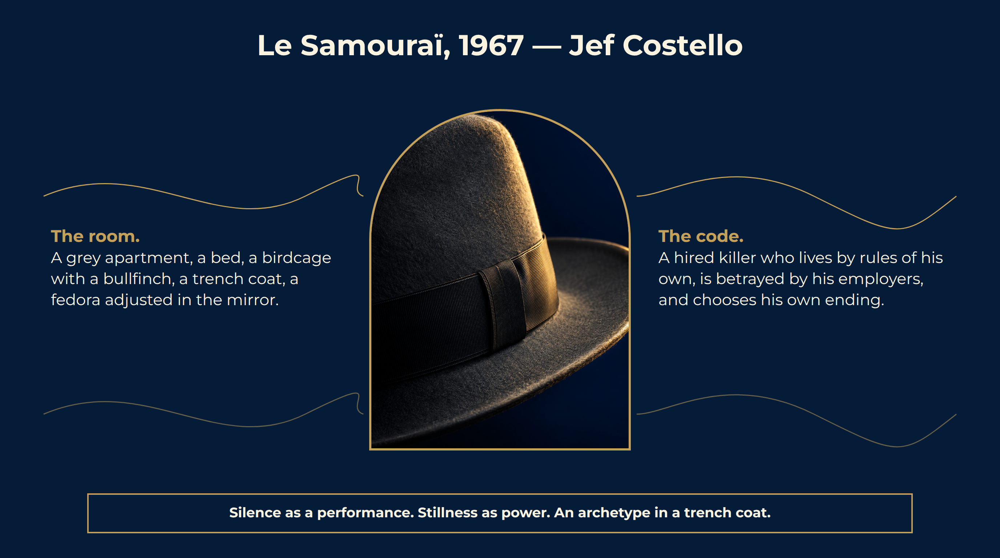 Le Samouraï, 1967 — Jef Costello
The room.
A grey apartment, a bed, a birdcage
with a bullfinch, a trench coat, a
fedora adjusted in the mirror.
The code.
A hired killer who lives by rules of his
own, is betrayed by his employers,
and chooses his own ending.
Silence as a performance. Stillness as power. An archetype in a trench coat.